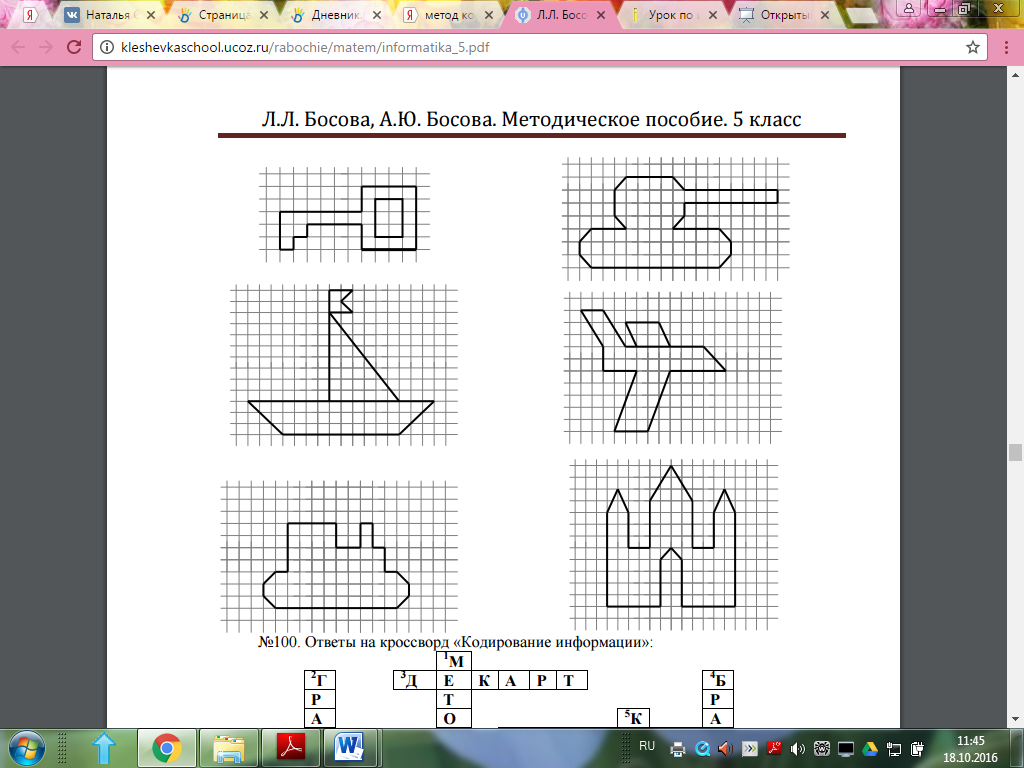 Я Наталья Страница Дневник. Я метод ко Л.Л. Босо Урок по Открыты
kleshevkaschool.ucoz.ru/rabochie/matem/informatika_5.pdf
Л.Л. Босова, А.Ю. Босова. Методическое пособие. 5 класс
№100. Ответы на кроссворд «Кодирование информации»:
1М
2Г 3Д Е К А Р Т 4Б
Р Т Р
А О 5К А
RU 11:45
18.10.2016